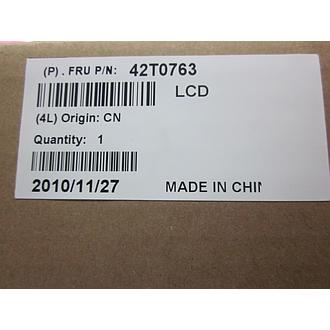 (P) . FRU P/N: 42T0763
LCD
(4L) Origin: CN
Quantity: 1
2010/11/27 MADE IN CHIN